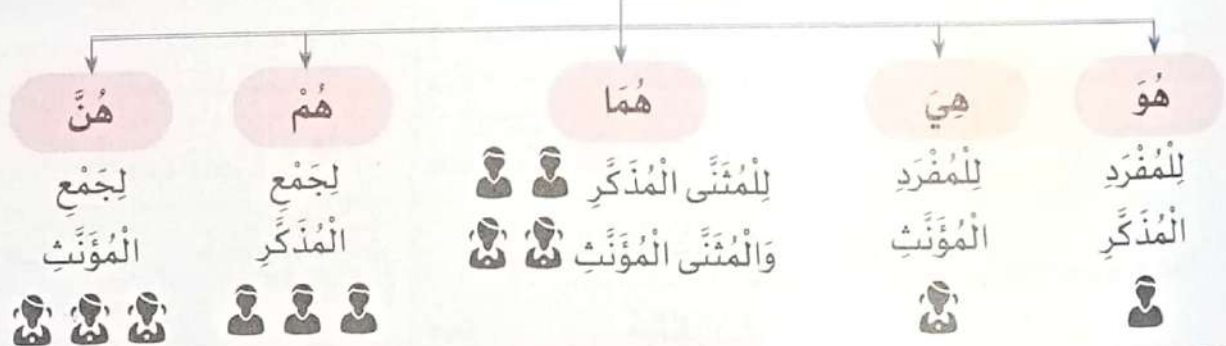 هُوَ
لِلْمُفْرَدِ
الْمُذَكَّرِ
هِيَ
لِلْمُفْرَدِ
الْمُؤَنَّثِ
هُمَا
لِلْمُثَنَّى الْمُذَكَّرِ
وَالْمُثَنَّى الْمُؤَنَّثِ
هُمْ
لِجَمْعِ
الْمُذَكَّرِ
هُنَّ
لِجَمْعِ
الْمُؤَنَّثِ